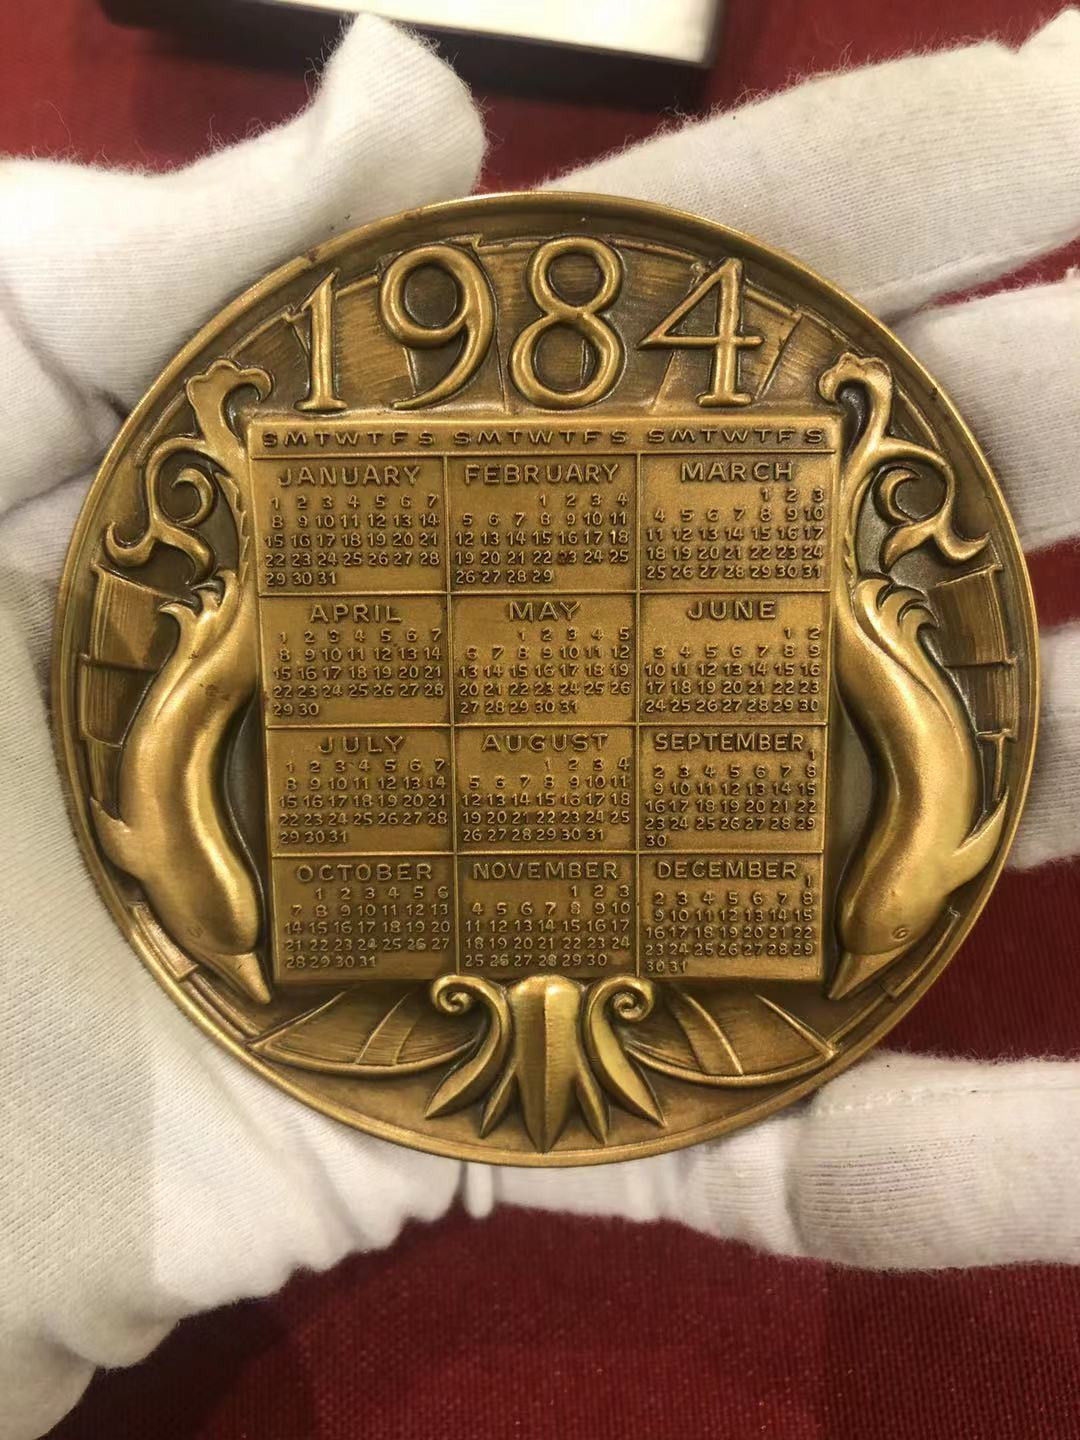 1984
SMTWTFS SMTWTFS SMTWTFS
JANUARY FEBRUARY MARCH
1 2 3 4 5 6 7 1 2 3 4 1 2 3
8 9 10 11 12 13 14 5 6 7 8 9 10 11 4 5 6 7 8 9 10
15 16 17 18 19 20 21 12 13 14 15 16 17 18 11 12 13 14 15 16 17
22 23 24 25 26 27 28 19 20 21 22 23 24 25 18 19 20 21 22 23 24
29 30 31 26 27 28 29 25 26 27 28 29 30 31
APRIL MAY JUNE
1 2 3 4 5 6 7 1 2 3 4 5 1 2
8 9 10 11 12 13 14 6 7 8 9 10 11 12 3 4 5 6 7 8 9
15 16 17 18 19 20 21 13 14 15 16 17 18 19 10 11 12 13 14 15 16
22 23 24 25 26 27 28 20 21 22 23 24 25 26 17 18 19 20 21 22 23
29 30 27 28 29 30 31 24 25 26 27 28 29 30
JULY AUGUST SEPTEMBER 1
1 2 3 4 5 6 7 1 2 3 4 2 3 4 5 6 7 8
8 9 10 11 12 13 14 5 6 7 8 9 10 11 9 10 11 12 13 14 15
15 16 17 18 19 20 21 12 13 14 15 16 17 18 16 17 18 19 20 21 22
22 23 24 25 26 27 28 19 20 21 22 23 24 25 23 24 25 26 27 28 29
29 30 31 26 27 28 29 30 31 30
OCTOBER NOVEMBER DECEMBER 1
1 2 3 4 5 6 1 2 3 2 3 4 5 6 7 8
7 8 9 10 11 12 13 4 5 6 7 8 9 10 9 10 11 12 13 14 15
14 15 16 17 18 19 20 11 12 13 14 15 16 17 16 17 18 19 20 21 22
21 22 23 24 25 26 27 18 19 20 21 22 23 24 23 24 25 26 27 28 29
28 29 30 31 25 26 27 28 29 30 30 31